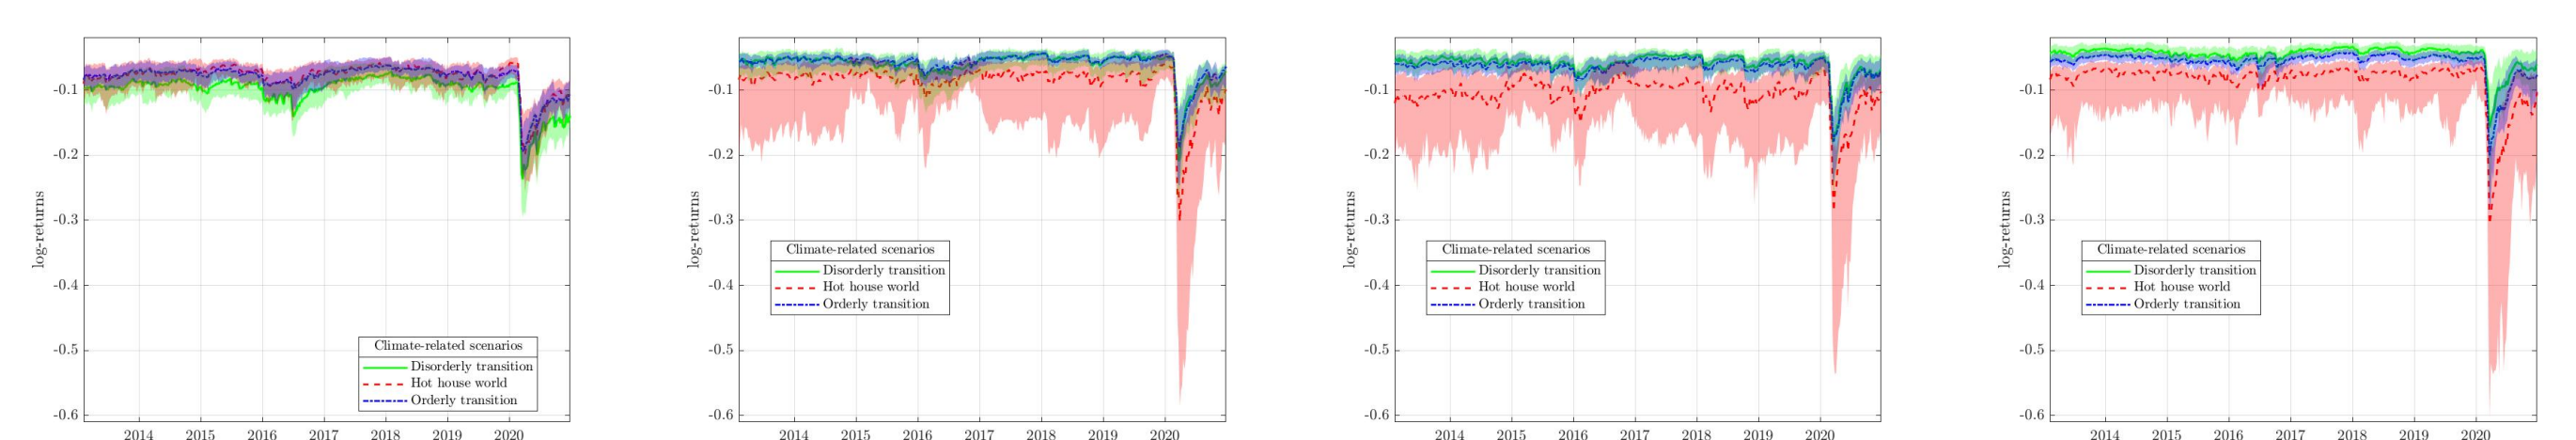 -0.1
-0.2
-0.3
-0.4
-0.5
-0.6
log-returns
Climate-related scenarios
Disorderly transition
Hot house world
Orderly transition
2014 2015 2016 2017 2018 2019 2020
-0.1
-0.2
-0.3
-0.4
-0.5
-0.6
log-returns
Climate-related scenarios
Disorderly transition
Hot house world
Orderly transition
2014 2015 2016 2017 2018 2019 2020
-0.1
-0.2
-0.3
-0.4
-0.5
-0.6
log-returns
Climate-related scenarios
Disorderly transition
Hot house world
Orderly transition
2014 2015 2016 2017 2018 2019 2020
-0.1
-0.2
-0.3
-0.4
-0.5
-0.6
log-returns
Climate-related scenarios
Disorderly transition
Hot house world
Orderly transition
2014 2015 2016 2017 2018 2019 2020